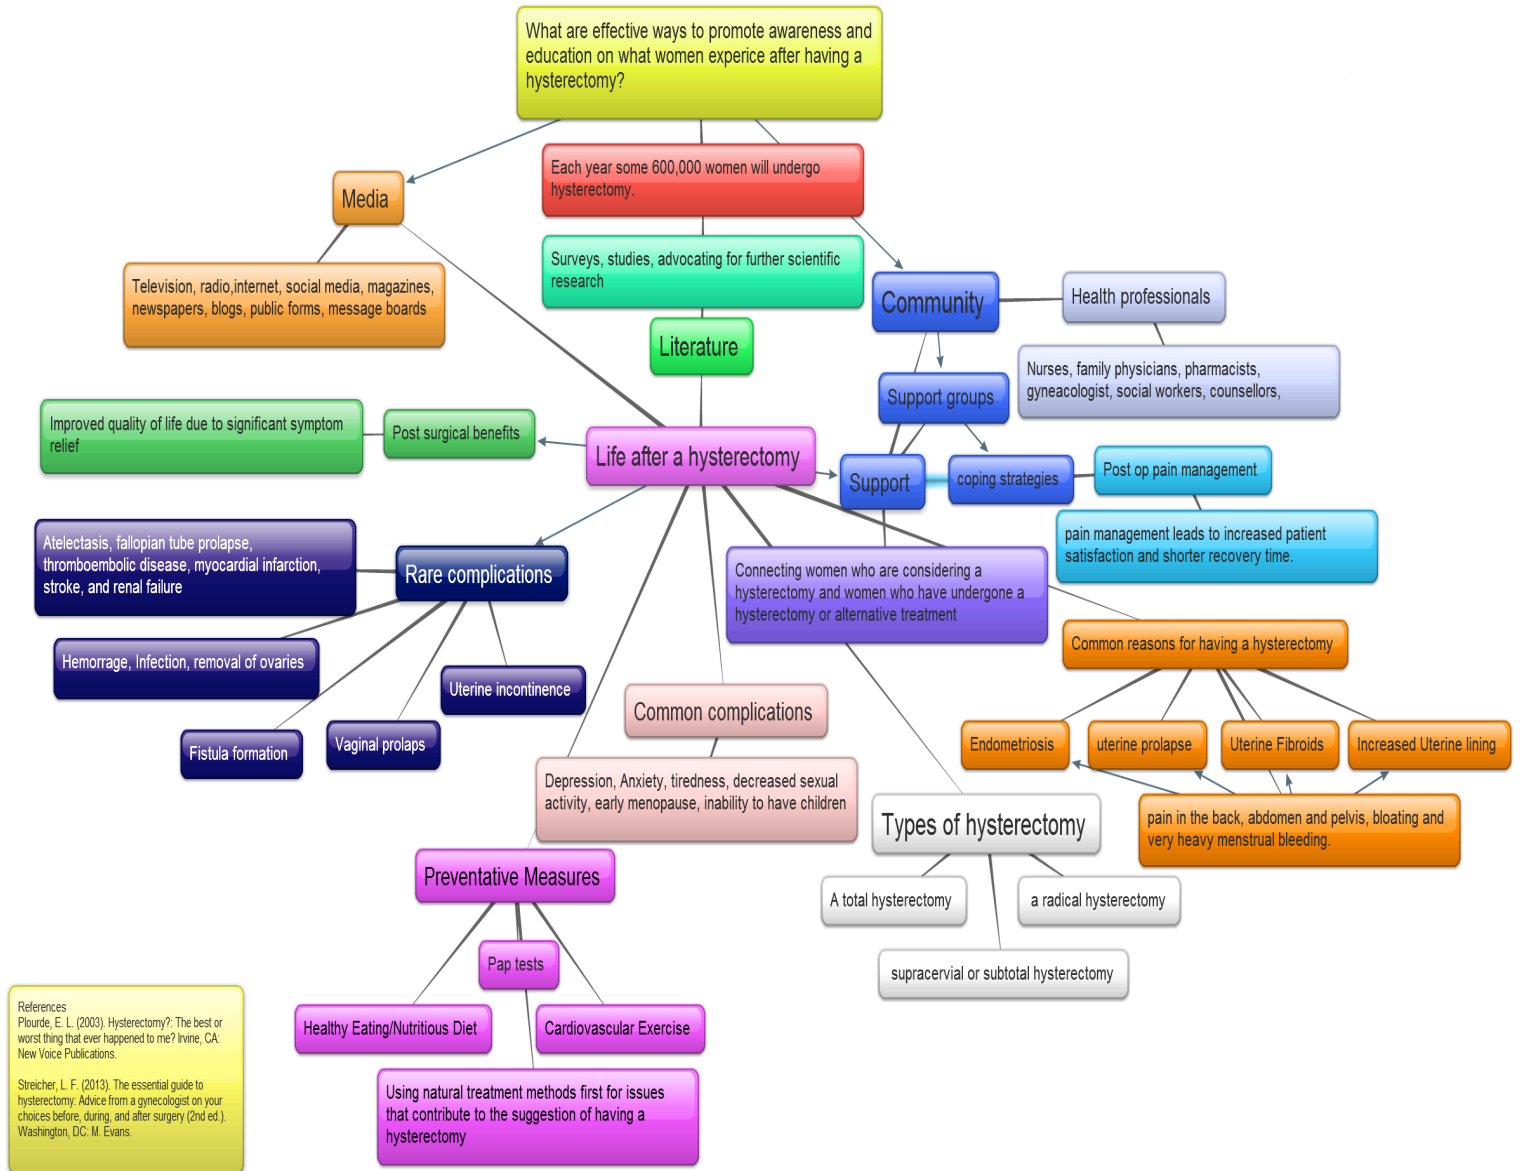 What are effective ways to promote awareness and
education on what women experice after having a
hysterectomy?
Each year some 600,000 women will undergo
hysterectomy.
Media
Television, radio,internet, social media, magazines,
newspapers, blogs, public forms, message boards
Surveys, studies, advocating for further scientific
research
Literature
Community
Health professionals
Nurses, family physicians, pharmacists,
gyneacologist, social workers, counsellors,
Support groups
Improved quality of life due to significant symptom
relief
Post surgical benefits
Life after a hysterectomy
Support
coping strategies
Post op pain management
pain management leads to increased patient
satisfaction and shorter recovery time.
Atelectasis, fallopian tube prolapse,
thromboembolic disease, myocardial infarction,
stroke, and renal failure
Rare complications
Connecting women who are considering a
hysterectomy and women who have undergone a
hysterectomy or alternative treatment
Hemorrage, Infection, removal of ovaries
Uterine incontinence
Fistula formation
Vaginal prolaps
Common complications
Depression, Anxiety, tiredness, decreased sexual
activity, early menopause, inability to have children
Common reasons for having a hysterectomy
Endometriosis
uterine prolapse
Uterine Fibroids
Increased Uterine lining
pain in the back, abdomen and pelvis, bloating and
very heavy menstrual bleeding.
Types of hysterectomy
A total hysterectomy
a radical hysterectomy
supracervial or subtotal hysterectomy
Preventative Measures
Pap tests
Healthy Eating/Nutritious Diet
Cardiovascular Exercise
Using natural treatment methods first for issues
that contribute to the suggestion of having a
hysterectomy
References
Plourde, E. L. (2003). Hysterectomy?: The best or
worst thing that ever happened to me? Irvine, CA:
New Voice Publications.
Streicher, L. F. (2013). The essential guide to
hysterectomy: Advice from a gynecologist on your
choices before, during, and after surgery (2nd ed.).
Washington, DC: M. Evans.